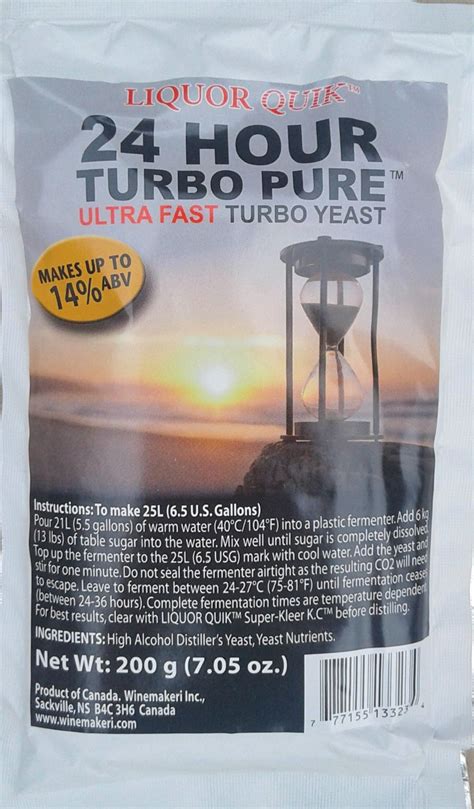 LIQUOR QUIK™
24 HOUR
TURBO PURE™
ULTRA FAST TURBO YEAST
MAKES UP TO
14% ABV
Instructions: To make 25L (6.5 U.S. Gallons)
Pour 21L (5.5 gallons) of warm water (40°C/104°F) into a plastic fermenter. Add 6 kg
(13 lbs) of table sugar into the water. Mix well until sugar is completely dissolved.
Top up the fermenter to the 25L (6.5 USG) mark with cool water. Add the yeast and
stir for one minute. Do not seal the fermenter airtight as the resulting CO2 will need
to escape. Leave to ferment between 24-27°C (75-81°F) until fermentation ceases
(between 24-36 hours). Complete fermentation times are temperature dependent.
For best results, clear with LIQUOR QUIK™ Super-Kleer K.C™ before distilling.
INGREDIENTS: High Alcohol Distiller's Yeast, Yeast Nutrients.
Net Wt: 200 g (7.05 oz.)
Product of Canada. Winemakeri Inc.,
Sackville, NS B4C 3H6 Canada
www.winemakeri.com
7 77155 13323 4